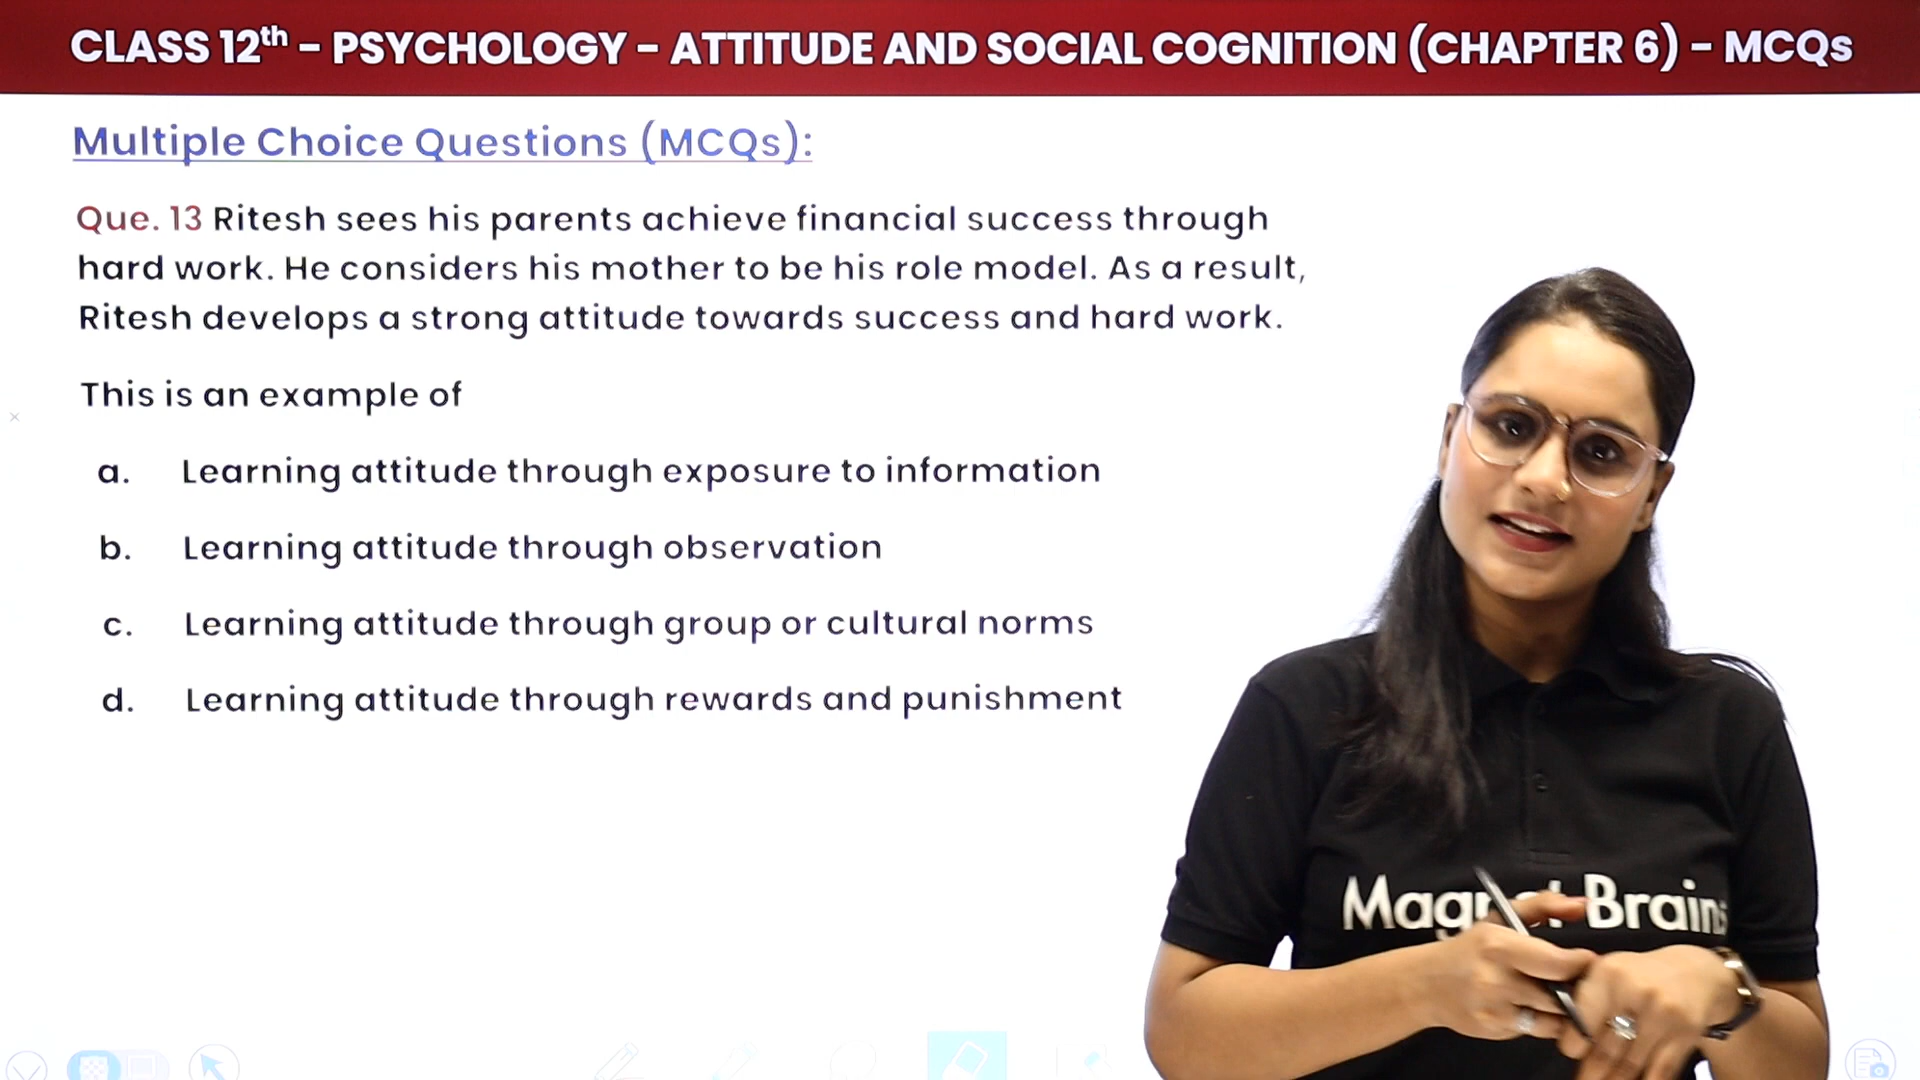 CLASS 12th – PSYCHOLOGY – ATTITUDE AND SOCIAL COGNITION (CHAPTER 6) – MCQs
Multiple Choice Questions (MCQs):
Que. 13 Ritesh sees his parents achieve financial success through
hard work. He considers his mother to be his role model. As a result,
Ritesh develops a strong attitude towards success and hard work.
This is an example of
a. Learning attitude through exposure to information
b. Learning attitude through observation
c. Learning attitude through group or cultural norms
d. Learning attitude through rewards and punishment
Magnet Brains